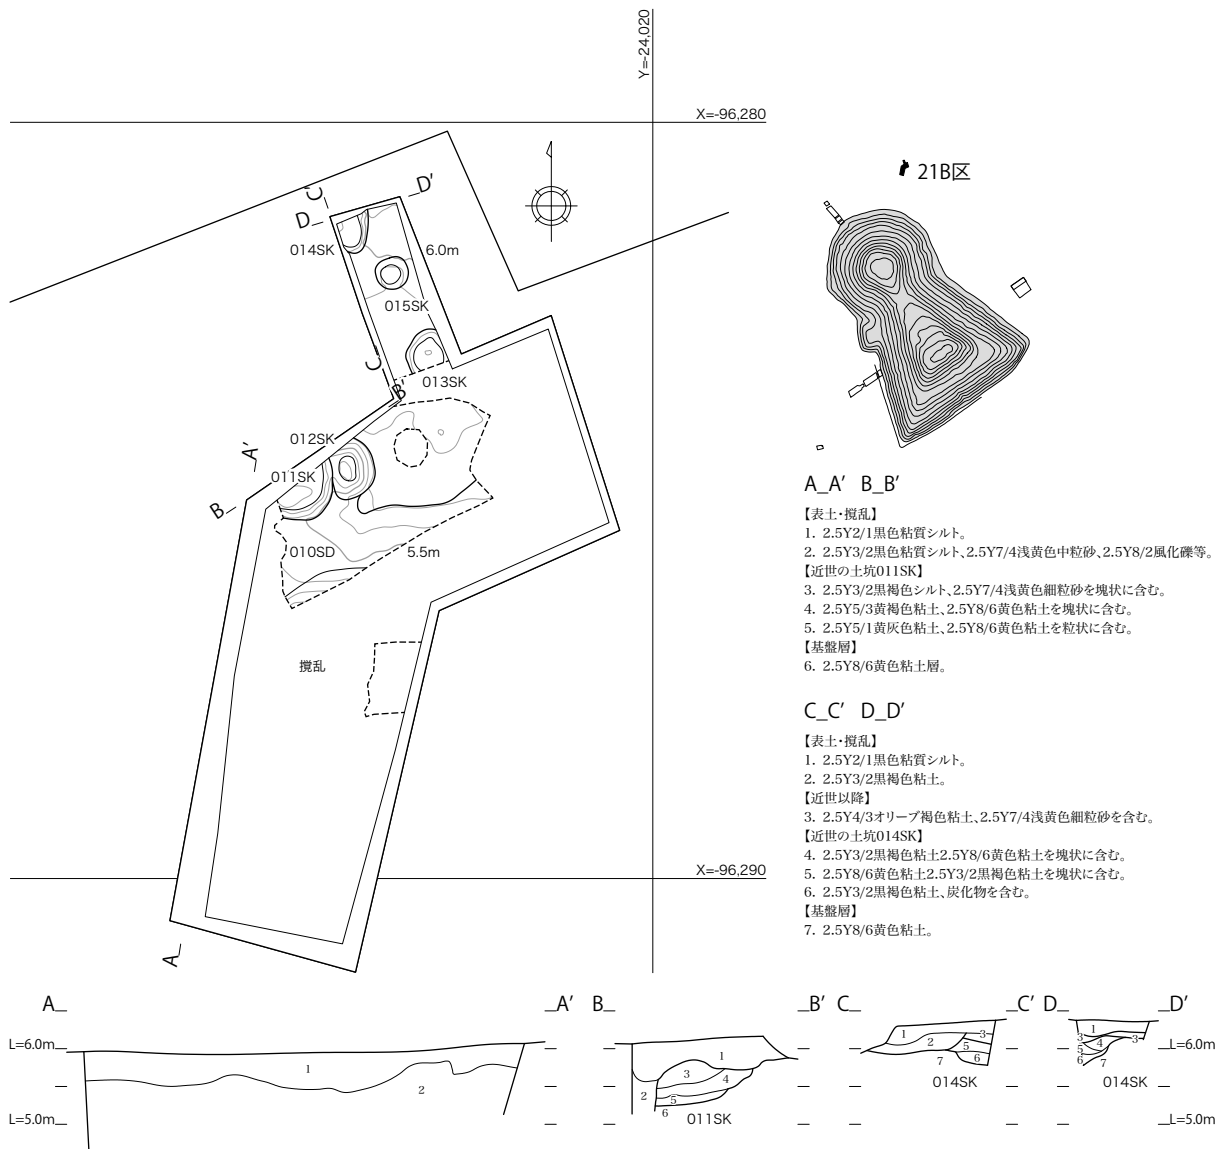 Y=-24,020
X=-96,280
21B区
C'
D'
D
014SK
6.0m
015SK
C
013SK
B'
012SK
A'
011SK
B
010SD
5.5m
撹乱
X=-96,290
A
A_A′ B_B′
【表土・撹乱】
1. 2.5Y2/1黒色粘質シルト。
2. 2.5Y3/2黒色粘質シルト、2.5Y7/4浅黄色中粒砂、2.5Y8/2風化礫等。
【近世の土坑011SK】
3. 2.5Y3/2黒褐色シルト、2.5Y7/4浅黄色細粒砂を塊状に含む。
4. 2.5Y5/3黄褐色粘土、2.5Y8/6黄色粘土を塊状に含む。
5. 2.5Y5/1黄灰色粘土、2.5Y8/6黄色粘土を粒状に含む。
【基盤層】
6. 2.5Y8/6黄色粘土層。
C_C′ D_D′
【表土・撹乱】
1. 2.5Y2/1黒色粘質シルト。
2. 2.5Y3/2黒褐色粘土。
【近世以降】
3. 2.5Y4/3オリーブ褐色粘土、2.5Y7/4浅黄色細粒砂を含む。
【近世の土坑014SK】
4. 2.5Y3/2黒褐色粘土2.5Y8/6黄色粘土を塊状に含む。
5. 2.5Y8/6黄色粘土2.5Y3/2黒褐色粘土を塊状に含む。
6. 2.5Y3/2黒褐色粘土、炭化物を含む。
【基盤層】
7. 2.5Y8/6黄色粘土。
A A′ B B′ C C′ D D′
L=6.0m
1
2
L=5.0m
1
3
4
2
5
6
011SK
1
2
3
5
7
6
014SK
1
3
3
4
5
6
7
014SK
L=6.0m
L=5.0m